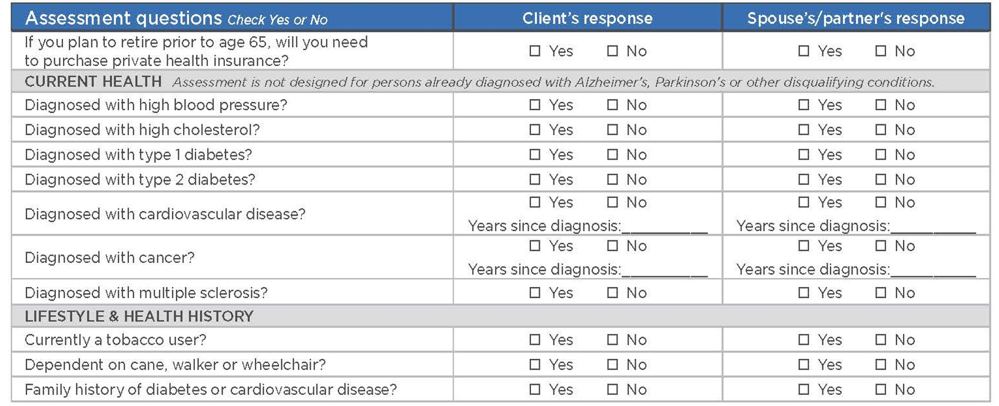 Assessment questions Check Yes or No Client's response Spouse's/partner's response
If you plan to retire prior to age 65, will you need
to purchase private health insurance? ☐ Yes ☐ No ☐ Yes ☐ No
CURRENT HEALTH Assessment is not designed for persons already diagnosed with Alzheimer's, Parkinson's or other disqualifying conditions.
Diagnosed with high blood pressure? ☐ Yes ☐ No ☐ Yes ☐ No
Diagnosed with high cholesterol? ☐ Yes ☐ No ☐ Yes ☐ No
Diagnosed with type 1 diabetes? ☐ Yes ☐ No ☐ Yes ☐ No
Diagnosed with type 2 diabetes? ☐ Yes ☐ No ☐ Yes ☐ No
Diagnosed with cardiovascular disease? ☐ Yes ☐ No ☐ Yes ☐ No
Years since diagnosis:__________ Years since diagnosis:__________
Diagnosed with cancer? ☐ Yes ☐ No ☐ Yes ☐ No
Years since diagnosis:__________ Years since diagnosis:__________
Diagnosed with multiple sclerosis? ☐ Yes ☐ No ☐ Yes ☐ No
LIFESTYLE & HEALTH HISTORY
Currently a tobacco user? ☐ Yes ☐ No ☐ Yes ☐ No
Dependent on cane, walker or wheelchair? ☐ Yes ☐ No ☐ Yes ☐ No
Family history of diabetes or cardiovascular disease? ☐ Yes ☐ No ☐ Yes ☐ No